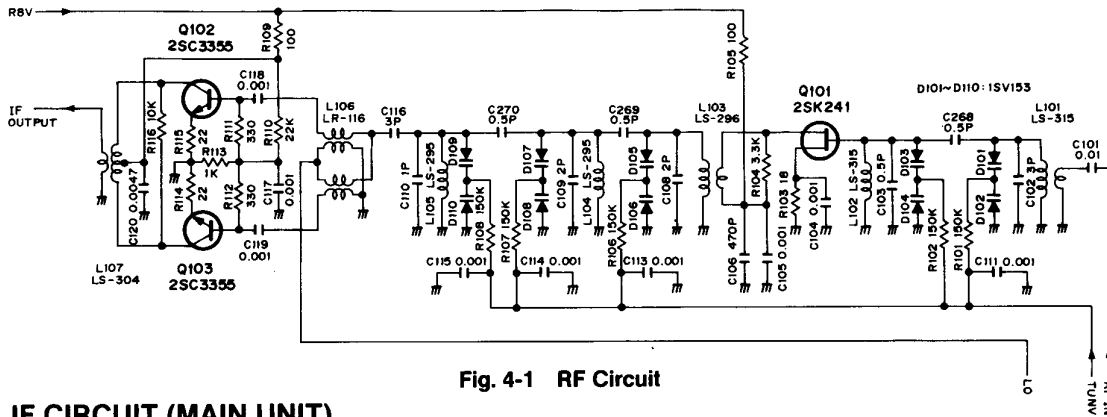 R8V
Q102
2SC3355
R109
100
C118
0.001
IF
OUTPUT
R116 10K
R115
22
R111
330
R110
22K
R113
1K
R114
22
R112
330
C117
0.001
C120 0.0047
C119
0.001
Q103
2SC3355
L107
LS-304
L106
LR-116
C116
3P
C110 1P
L105
LS-295
D109
D110
R108 150K
C270
0.5P
D107
D108
R107 150K
C109 2P
L104
LS-295
C269
0.5P
D105
D106
R106 150K
C108 2P
L103
LS-296
C115 0.001
C114 0.001
C113 0.001
R105 100
Q101
2SK241
R104 3.3K
R103 18
C104 0.001
C106 470P
C105 0.001
D101~D110:1SV153
L102 LS-315
C103 0.5P
D103
D104
R102 150K
C268
0.5P
D101
D102
R101 150K
C102 3P
L101
LS-315
C101
0.01
C111 0.001
LO
TUNV
Fig. 4-1 RF Circuit
IF CIRCUIT (MAIN UNIT)